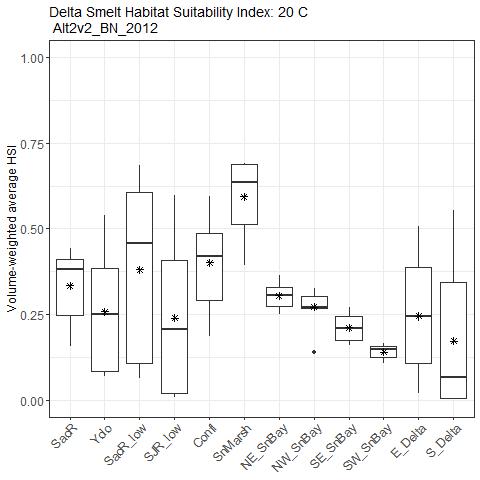 Delta Smelt Habitat Suitability Index: 20 C
Alt2v2_BN_2012
Volume-weighted average HSI
1.00
0.75
0.50
0.25
0.00
SacR
Yolo
SacR_low
SJR_low
Confl
SnMarsh
NE_SnBay
NW_SnBay
SE_SnBay
SW_SnBay
E_Delta
S_Delta